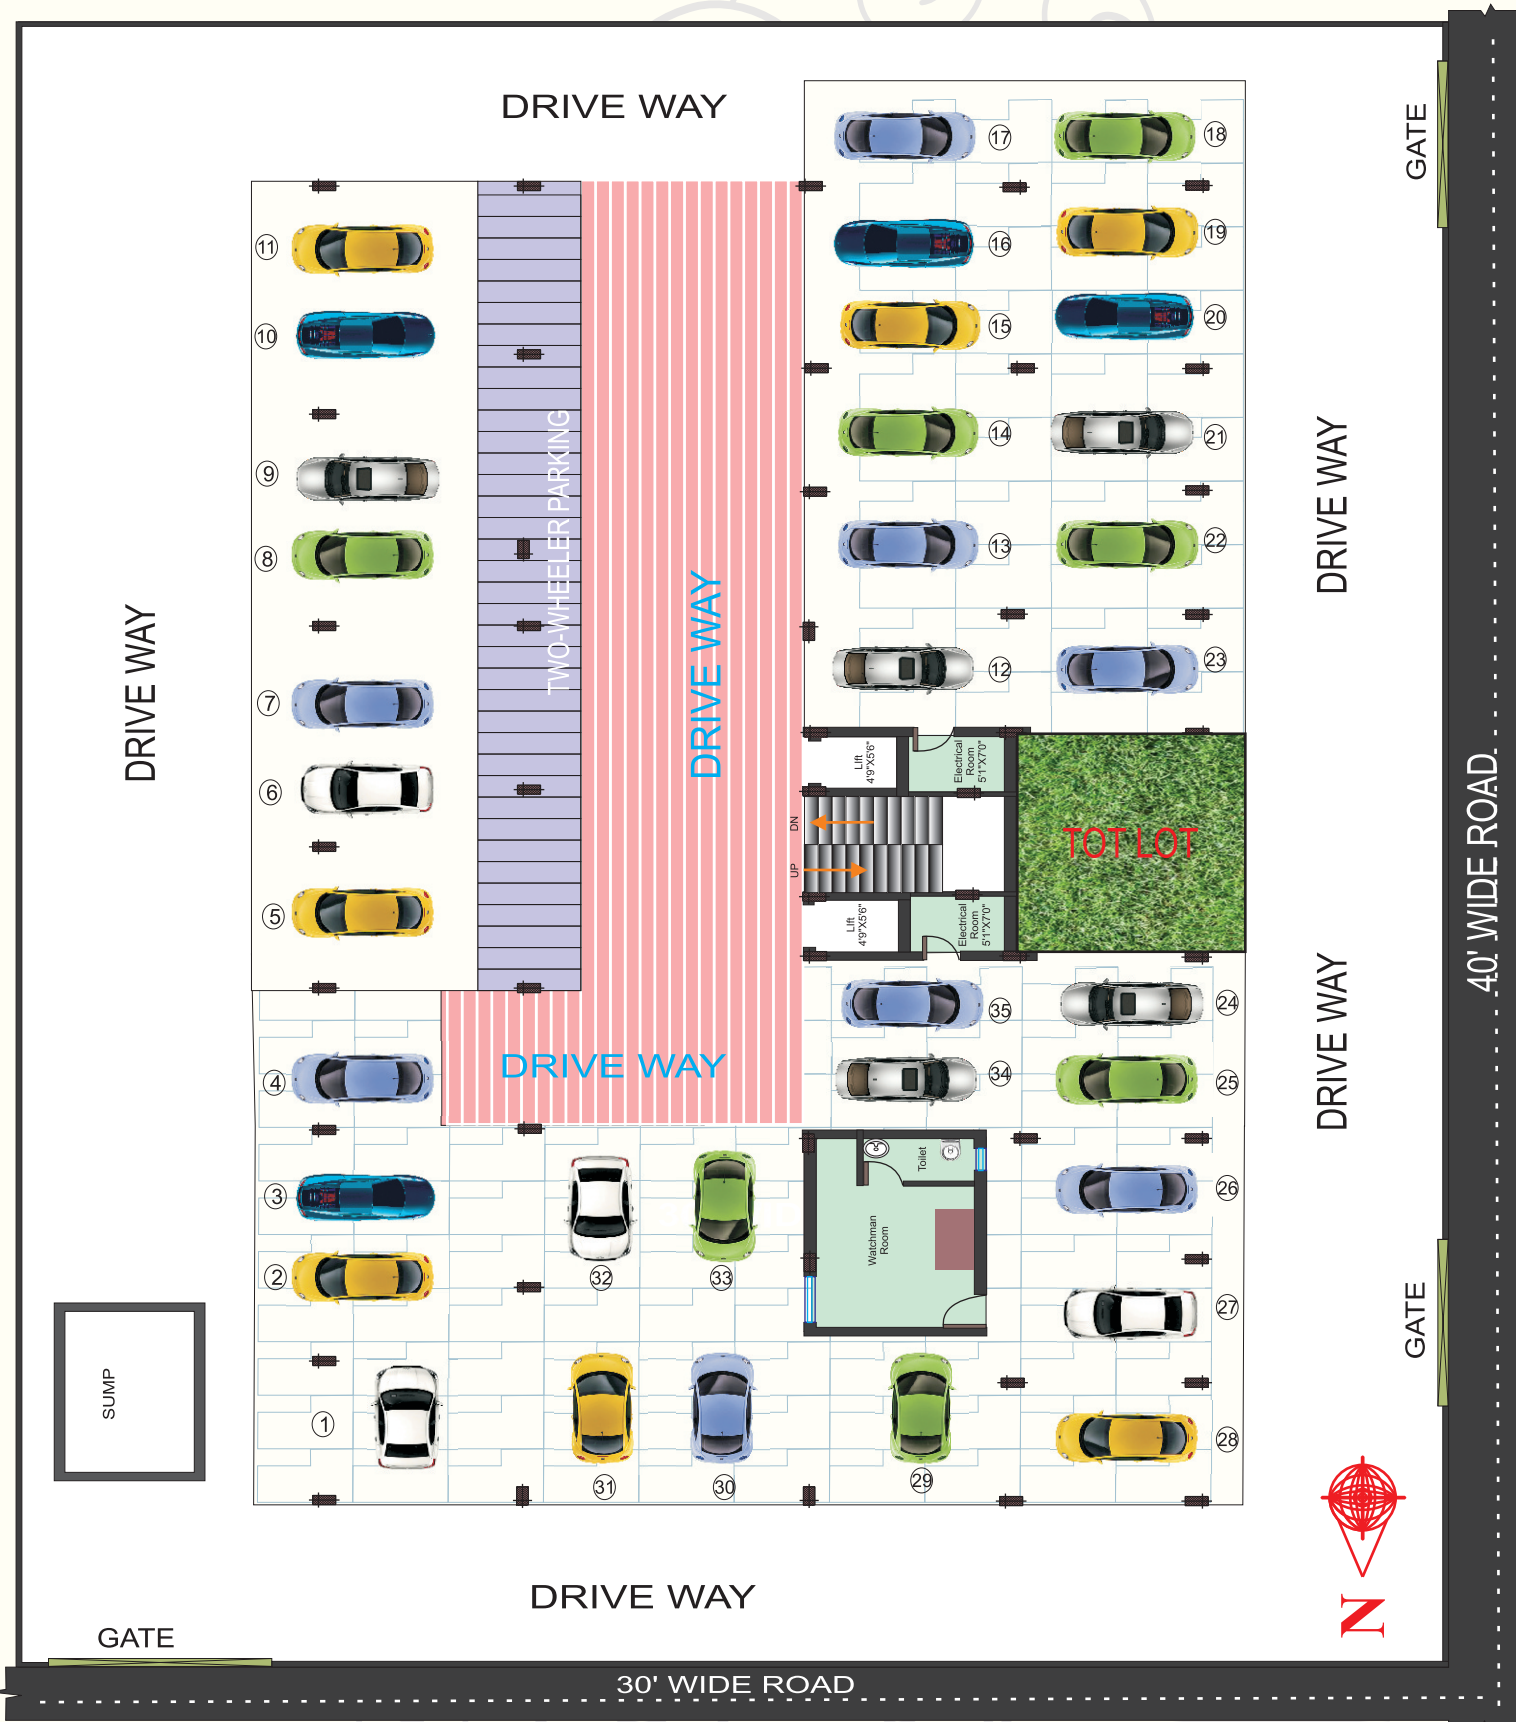 DRIVE WAY
GATE
17
18
11
16
19
10
15
20
14
21
9
8
13
22
TWO-WHEELER PARKING
DRIVE WAY
DRIVE WAY
DRIVE WAY
12
23
7
6
5
Lift
4'9"X5'6"
Electrical
Room
5'1"X7'0"
DN
UP
TOT LOT
Lift
4'9"X5'6"
Electrical
Room
5'1"X7'0"
40' WIDE ROAD
35
24
DRIVE WAY
DRIVE WAY
4
34
25
3
Toilet
26
Watchman
Room
2
32
33
27
GATE
SUMP
1
31
30
29
28
N
DRIVE WAY
GATE
30' WIDE ROAD